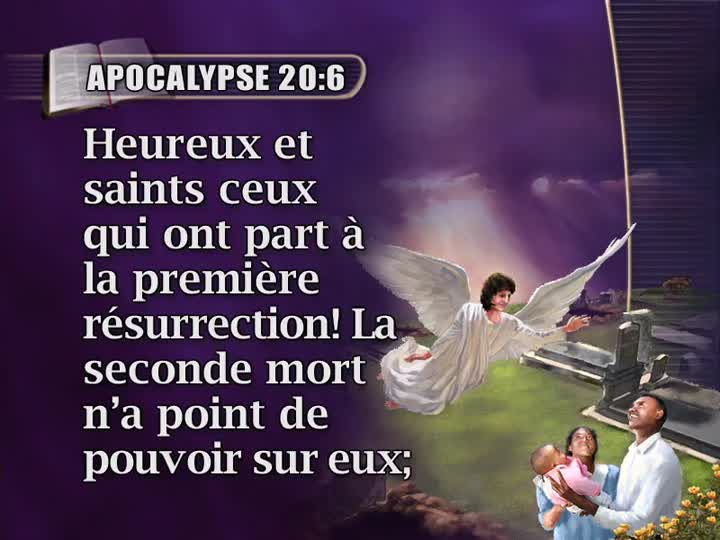 APOCALYPSE 20:6
Heureux et
saints ceux
qui ont part à
la première
résurrection! La
seconde mort
n’a point de
pouvoir sur eux;